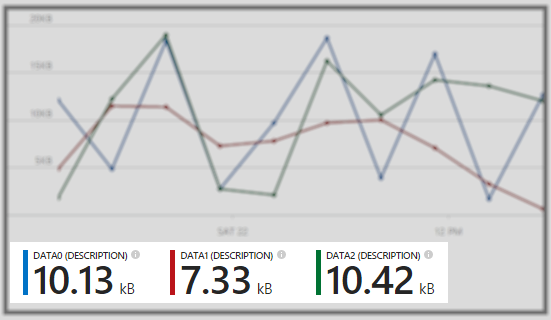 20KB
15KB
10KB
5KB
SAT 22
12 PM
DATA0 (DESCRIPTION)
10.13 kB
DATA1 (DESCRIPTION)
7.33 kB
DATA2 (DESCRIPTION)
10.42 kB